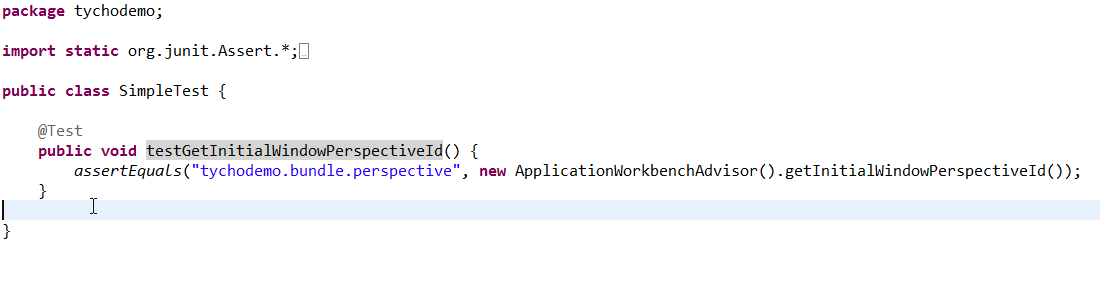 package tychodemo;
import static org.junit.Assert.*;
public class SimpleTest {
@Test
public void testGetInitialWindowPerspectiveId() {
assertEquals("tychodemo.bundle.perspective", new ApplicationWorkbenchAdvisor().getInitialWindowPerspectiveId());
}
}